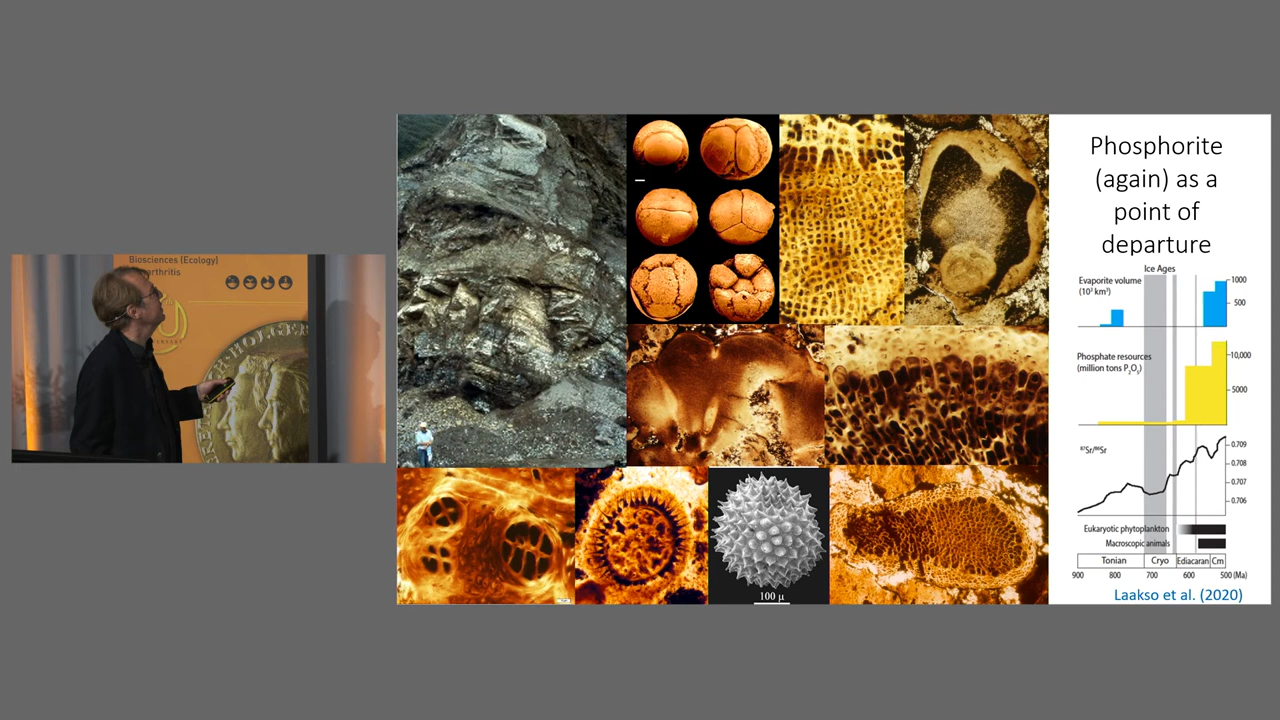 Biosciences (Ecology)
arthritis
HOLGER
Phosphorite
(again) as a
point of
departure
Ice Ages
Evaporite volume
(10³ km³)
1000
500
Phosphate resources
(million tons P₂O₅)
10,000
5000
⁸⁷Sr/⁸⁶Sr
0.709
0.708
0.707
0.706
Eukaryotic phytoplankton
Macroscopic animals
Tonian Cryo Ediacaran Cm
900 800 700 600 500 (Ma)
Laakso et al. (2020)
100 µ